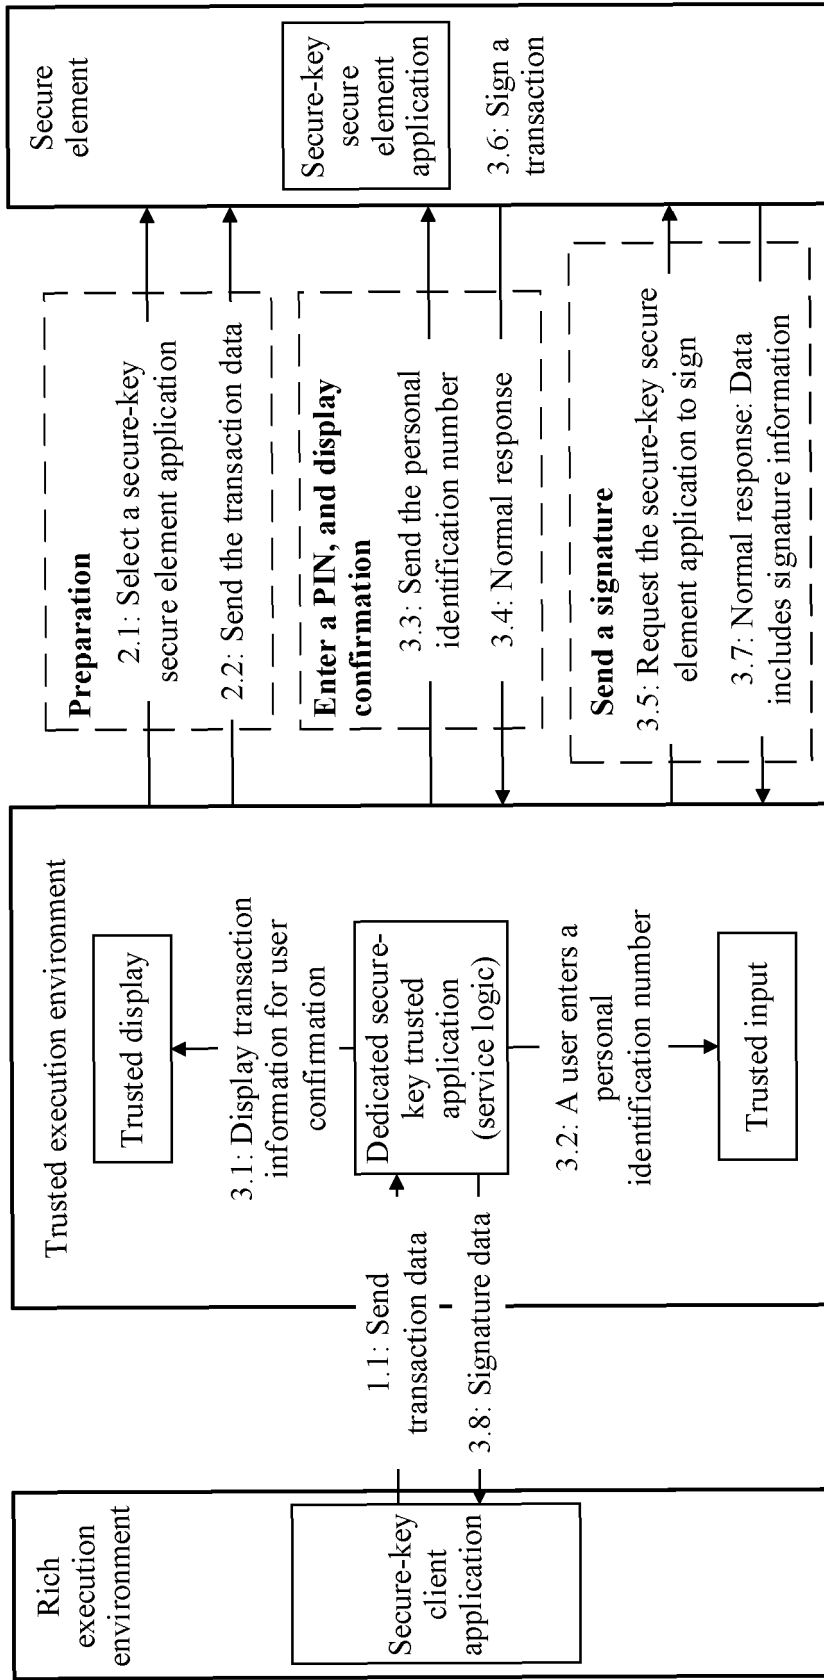 Rich
execution
environment
Secure-key
client
application
1.1: Send
transaction data
3.8: Signature data
Trusted execution environment
Trusted display
3.1: Display transaction
information for user
confirmation
Dedicated secure-
key trusted
application
(service logic)
3.2: A user enters a
personal
identification number
Trusted input
Preparation
2.1: Select a secure-key
secure element application
2.2: Send the transaction data
Enter a PIN, and display
confirmation
3.3: Send the personal
identification number
3.4: Normal response
Send a signature
3.5: Request the secure-key secure
element application to sign
3.7: Normal response: Data
includes signature information
Secure
element
Secure-key
secure
element
application
3.6: Sign a
transaction